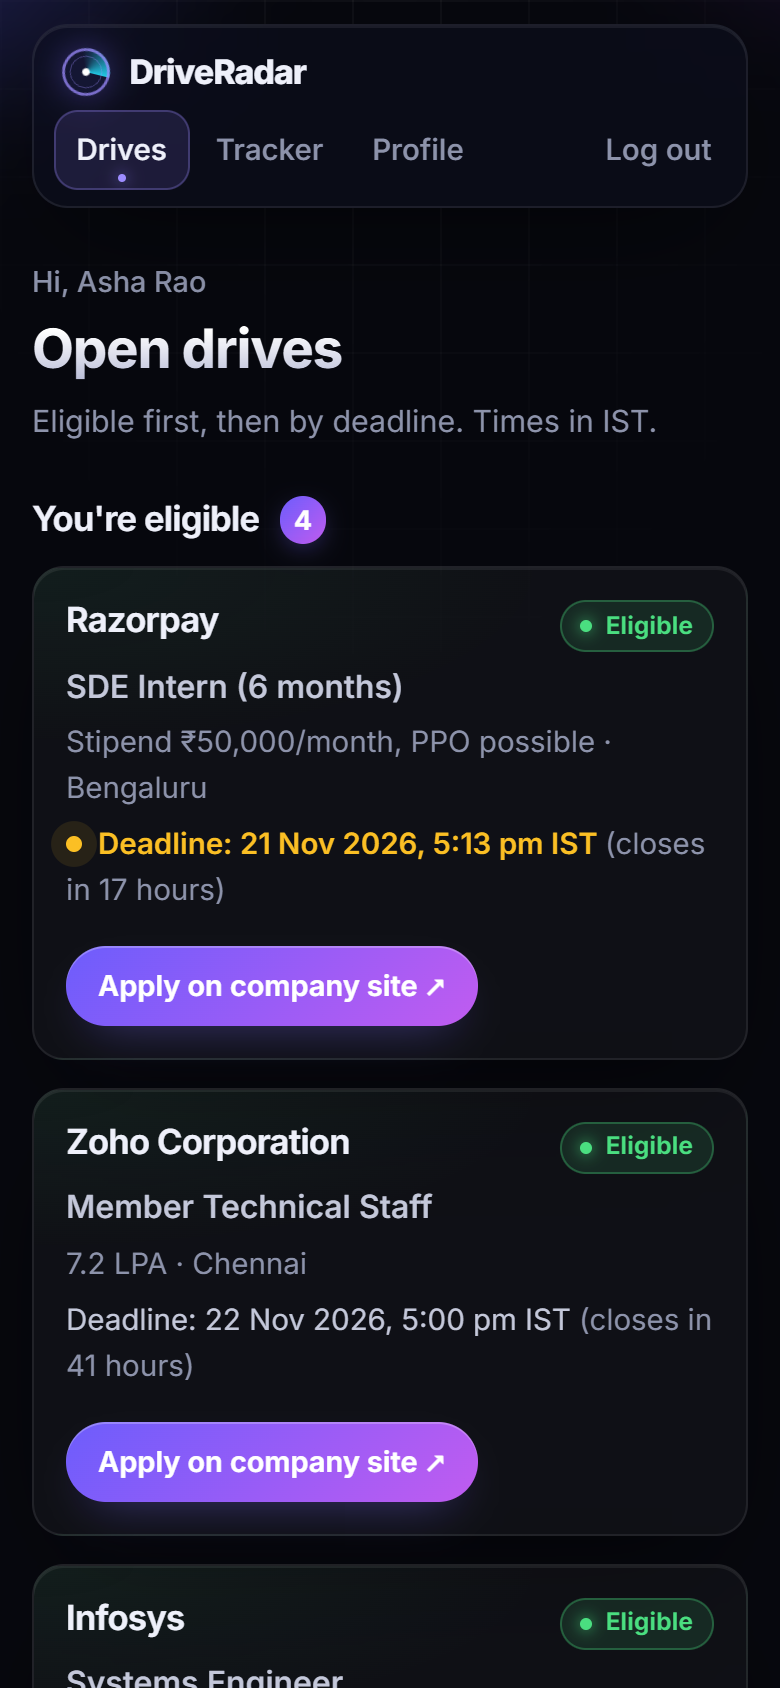 DriveRadar
Drives Tracker Profile Log out
Hi, Asha Rao
Open drives
Eligible first, then by deadline. Times in IST.
You're eligible 4
Razorpay Eligible
SDE Intern (6 months)
Stipend ₹50,000/month, PPO possible ·
Bengaluru
Deadline: 21 Nov 2026, 5:13 pm IST (closes
in 17 hours)
Apply on company site ↗
Zoho Corporation Eligible
Member Technical Staff
7.2 LPA · Chennai
Deadline: 22 Nov 2026, 5:00 pm IST (closes in
41 hours)
Apply on company site ↗
Infosys Eligible
Systems Engineer